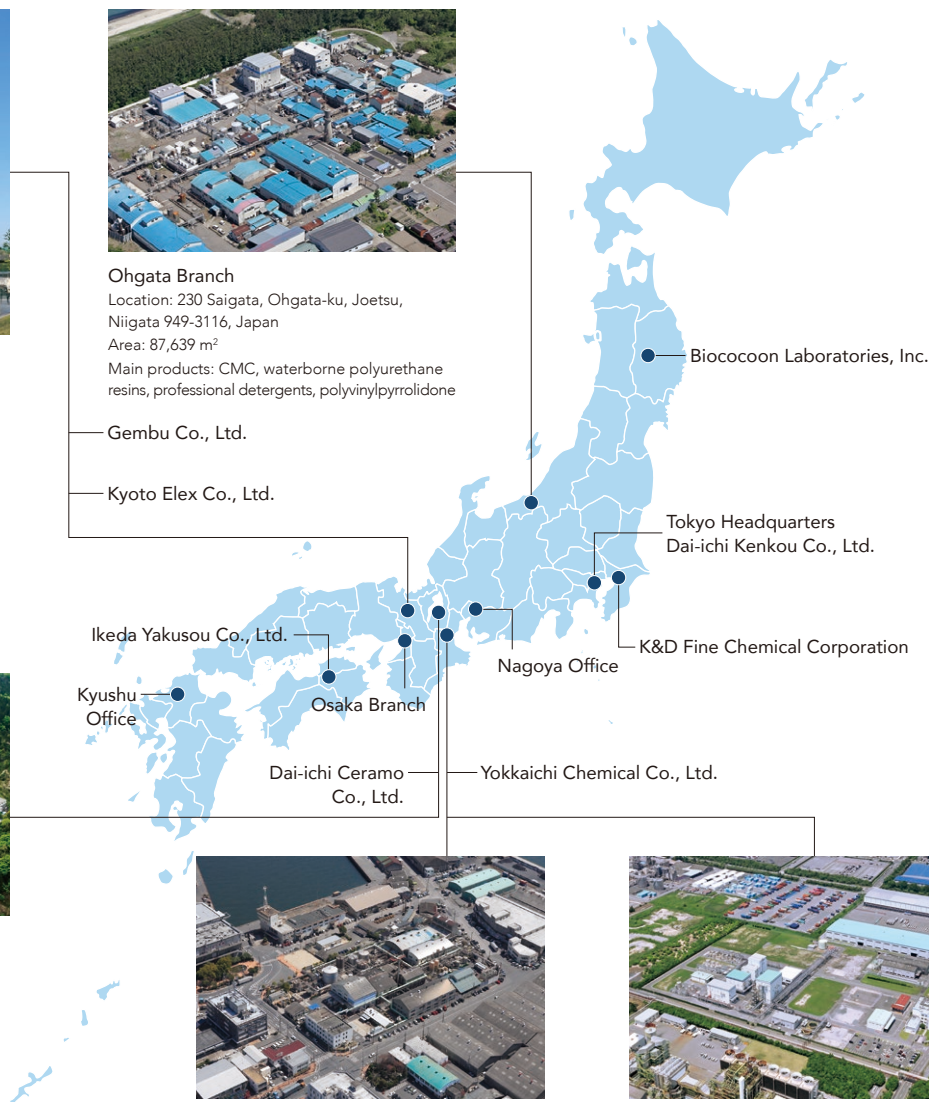 Ohgata Branch
Location: 230 Saigata, Ohgata-ku, Joetsu,
Niigata 949-3116, Japan
Area: 87,639 m²
Main products: CMC, waterborne polyurethane
resins, professional detergents, polyvinylpyrrolidone
Biococoon Laboratories, Inc.
Gembu Co., Ltd.
Kyoto Elex Co., Ltd.
Tokyo Headquarters
Dai-ichi Kenkou Co., Ltd.
Ikeda Yakusou Co., Ltd.
K&D Fine Chemical Corporation
Nagoya Office
Kyushu
Office
Osaka Branch
Dai-ichi Ceramo
Co., Ltd.
Yokkaichi Chemical Co., Ltd.